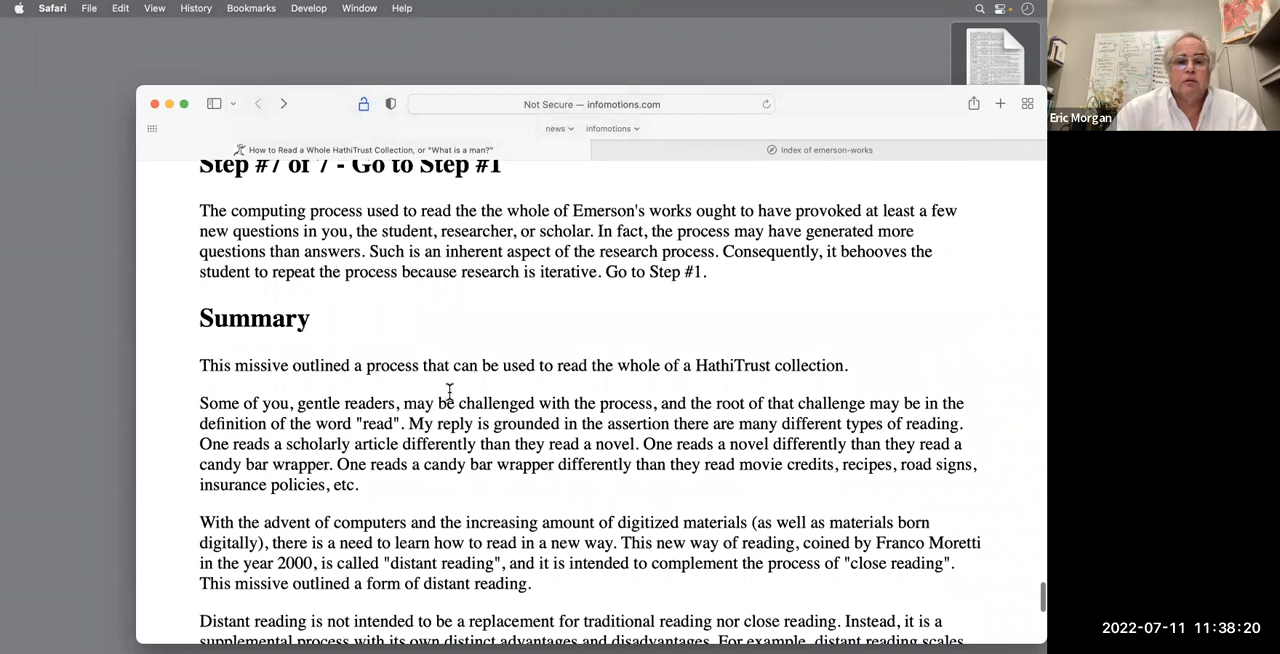 Safari File Edit View History Bookmarks Develop Window Help
Not Secure — infomotions.com
news infomotions
How to Read a Whole HathiTrust Collection, or "What is a man?" Index of emerson-works
Eric Morgan
Step #7 of 7 - Go to Step #1
The computing process used to read the the whole of Emerson's works ought to have provoked at least a few
new questions in you, the student, researcher, or scholar. In fact, the process may have generated more
questions than answers. Such is an inherent aspect of the research process. Consequently, it behooves the
student to repeat the process because research is iterative. Go to Step #1.
Summary
This missive outlined a process that can be used to read the whole of a HathiTrust collection.
Some of you, gentle readers, may be challenged with the process, and the root of that challenge may be in the
definition of the word "read". My reply is grounded in the assertion there are many different types of reading.
One reads a scholarly article differently than they read a novel. One reads a novel differently than they read a
candy bar wrapper. One reads a candy bar wrapper differently than they read movie credits, recipes, road signs,
insurance policies, etc.
With the advent of computers and the increasing amount of digitized materials (as well as materials born
digitally), there is a need to learn how to read in a new way. This new way of reading, coined by Franco Moretti
in the year 2000, is called "distant reading", and it is intended to complement the process of "close reading".
This missive outlined a form of distant reading.
Distant reading is not intended to be a replacement for traditional reading nor close reading. Instead, it is a
supplemental process with its own distinct advantages and disadvantages. For example, distant reading scales
2022-07-11 11:38:20